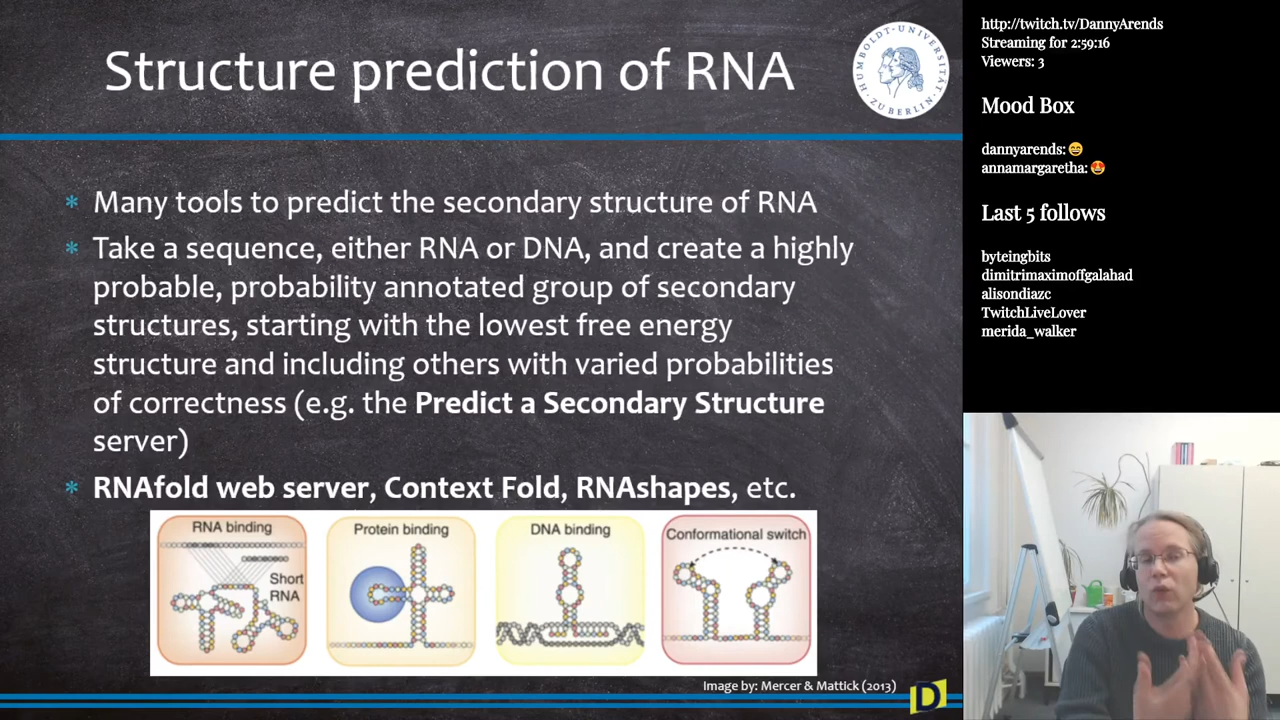 Structure prediction of RNA
HUMBOLDT-UNIVERSITÄT
ZU BERLIN
* Many tools to predict the secondary structure of RNA
* Take a sequence, either RNA or DNA, and create a highly
probable, probability annotated group of secondary
structures, starting with the lowest free energy
structure and including others with varied probabilities
of correctness (e.g. the Predict a Secondary Structure
server)
* RNAfold web server, Context Fold, RNAshapes, etc.
RNA binding
Short
RNA
Protein binding
DNA binding
Conformational switch
Image by: Mercer & Mattick (2013)
D
http://twitch.tv/DannyArends
Streaming for 2:59:16
Viewers: 3
Mood Box
dannyarends: 😄
annamargaretha: 😍
Last 5 follows
byteingbits
dimitrimaximoffgalahad
alisondiazc
TwitchLiveLover
merida_walker